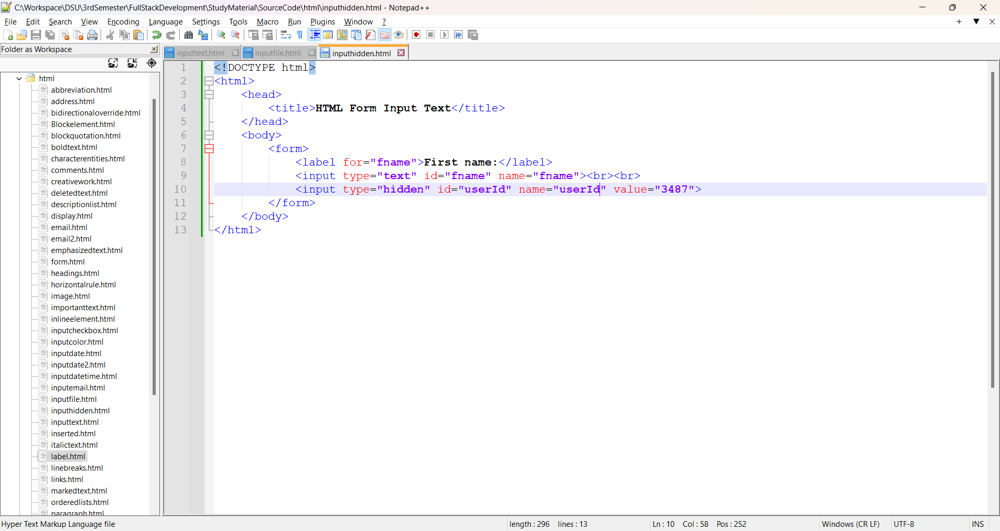 C:\Workspace\DSU\3rdSemester\FullStackDevelopment\StudyMaterial\SourceCode\html\inputhidden.html - Notepad++
File Edit Search View Encoding Language Settings Tools Macro Run Plugins Window ?
Folder as Workspace
inputtext.html inputfile.html inputhidden.html
html
abbreviation.html
address.html
bidirectionaloverride.html
Blockelement.html
blockquotation.html
boldtext.html
characterentities.html
comments.html
creativework.html
deletedtext.html
descriptionlist.html
display.html
email.html
email2.html
emphasizedtext.html
form.html
headings.html
horizontalrule.html
image.html
importanttext.html
inlineelement.html
inputcheckbox.html
inputcolor.html
inputdate.html
inputdate2.html
inputdatetime.html
inputemail.html
inputfile.html
inputhidden.html
inputtext.html
inserted.html
italictext.html
label.html
linebreaks.html
links.html
markedtext.html
orderedlists.html
paragraph.html
1 <!DOCTYPE html>
2 <html>
3 <head>
4 <title>HTML Form Input Text</title>
5 </head>
6 <body>
7 <form>
8 <label for="fname">First name:</label>
9 <input type="text" id="fname" name="fname"><br><br>
10 <input type="hidden" id="userId" name="userId" value="3487">
11 </form>
12 </body>
13 </html>
Hyper Text Markup Language file length : 296 lines : 13 Ln : 10 Col : 58 Pos : 252 Windows (CR LF) UTF-8 INS